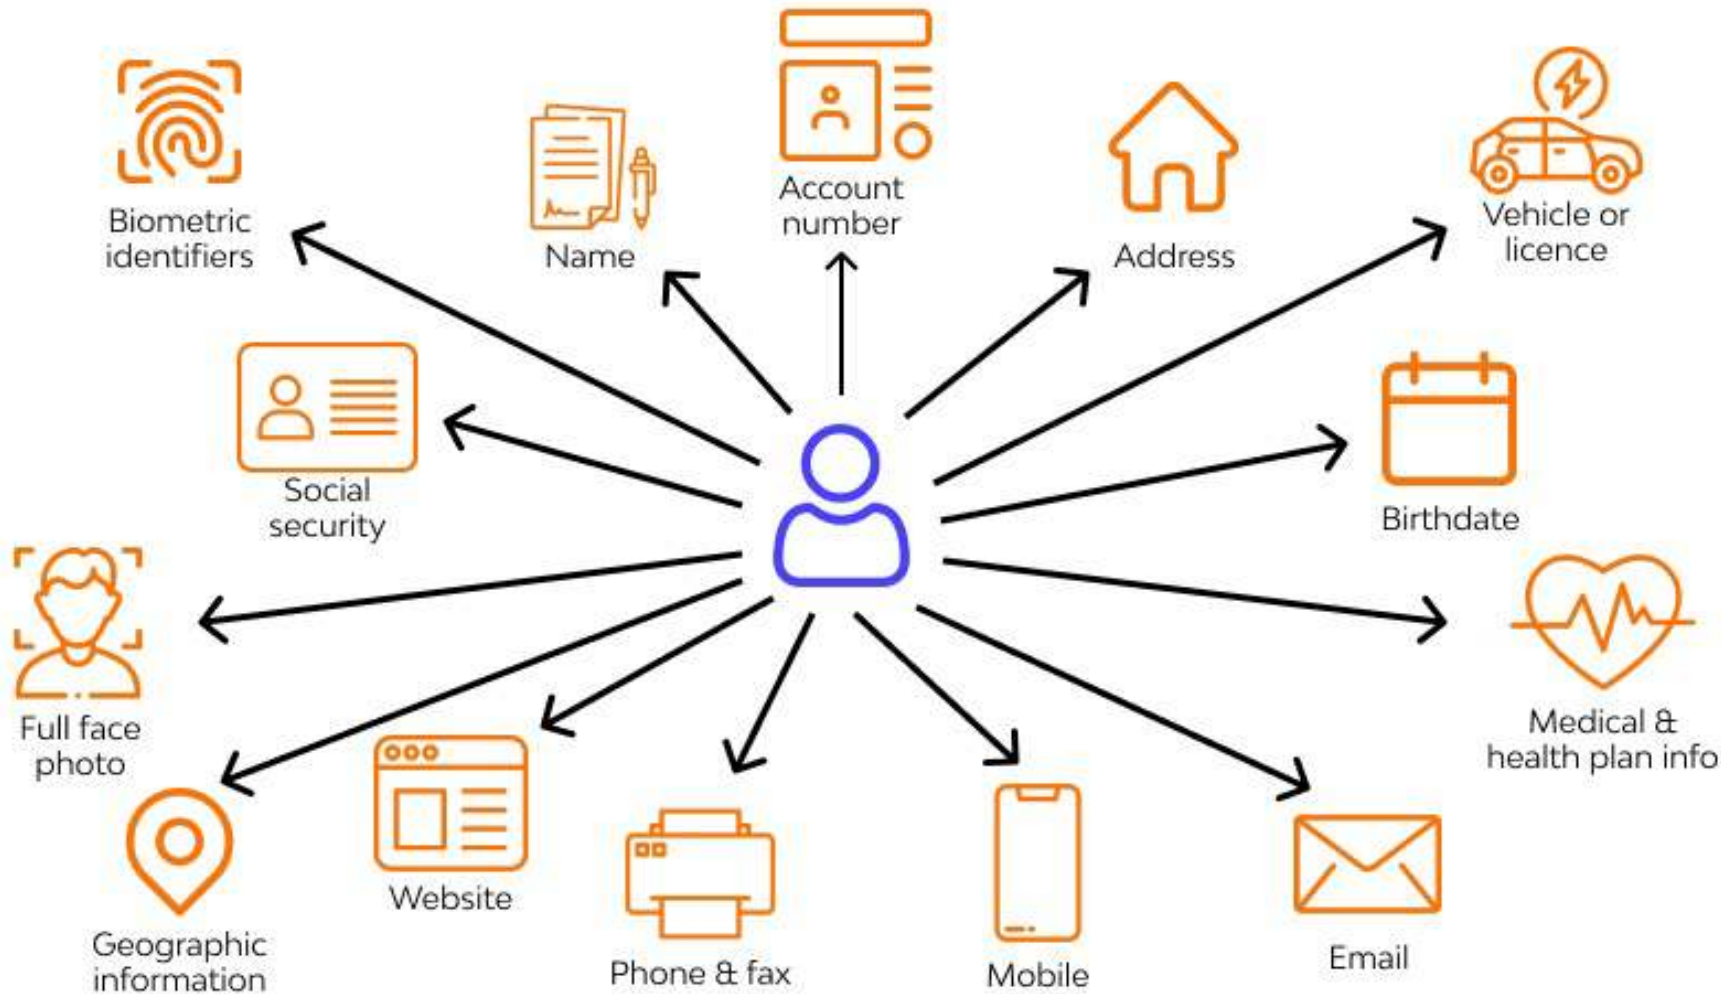 Account
number
Biometric
identifiers
Name
Address
Vehicle or
licence
Social
security
Birthdate
Full face
photo
Medical &
health plan info
Geographic
information
Website
Phone & fax
Mobile
Email